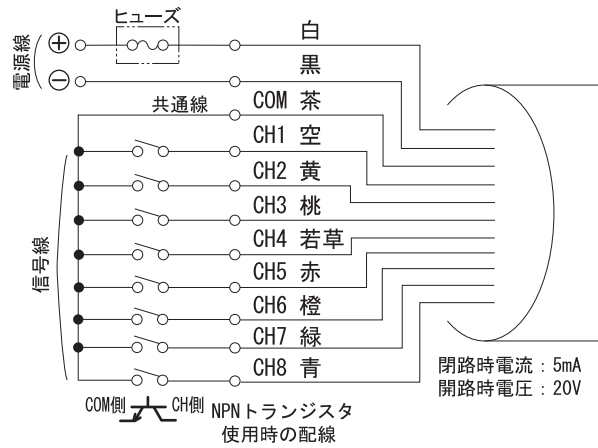 ヒューズ
電源線
⊕
⊖
白
黒
共通線
COM 茶
CH1 空
CH2 黄
CH3 桃
CH4 若草
CH5 赤
CH6 橙
CH7 緑
CH8 青
信号線
COM側
CH側
NPNトランジスタ
使用時の配線
閉路時電流：5mA
開路時電圧：20V